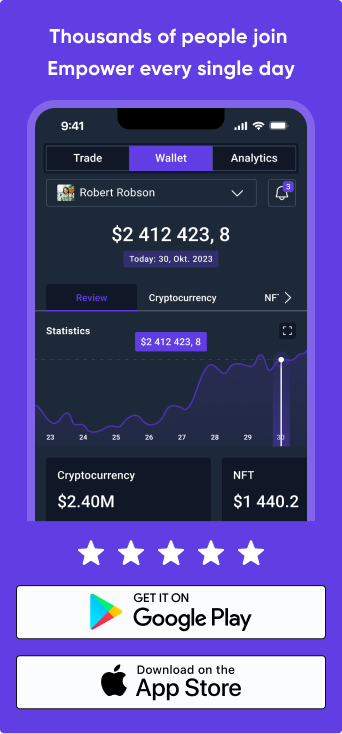 Thousands of people join
Empower every single day
9:41
Trade Wallet Analytics
Robert Robson
3
$2 412 423, 8
Today: 30, Okt. 2023
Review Cryptocurrency NFT
Statistics
$2 412 423, 8
23 24 25 26 27 28 29 30
Cryptocurrency NFT
$2.40M $1 440.2
GET IT ON
Google Play
Download on the
App Store